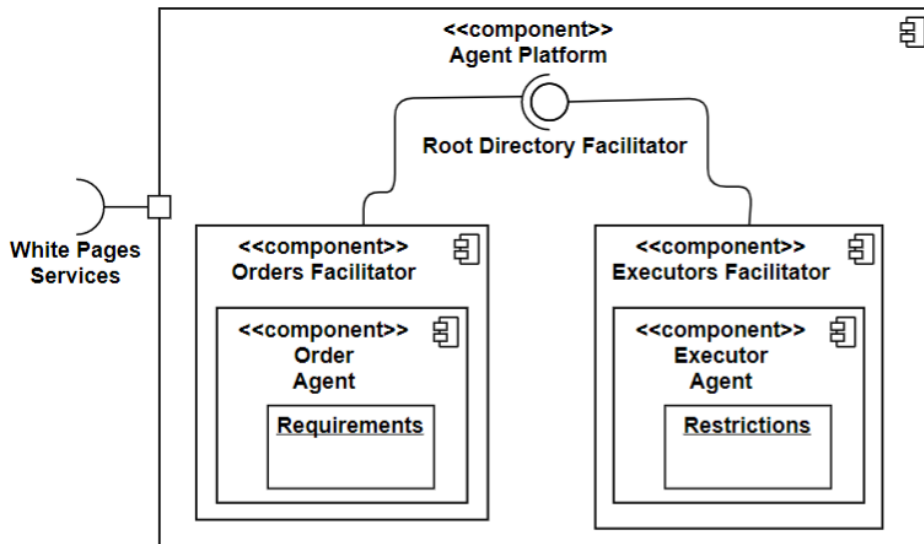 <<component>>
Agent Platform
Root Directory Facilitator
White Pages
Services
<<component>>
Orders Facilitator
<<component>>
Order
Agent
Requirements
<<component>>
Executors Facilitator
<<component>>
Executor
Agent
Restrictions